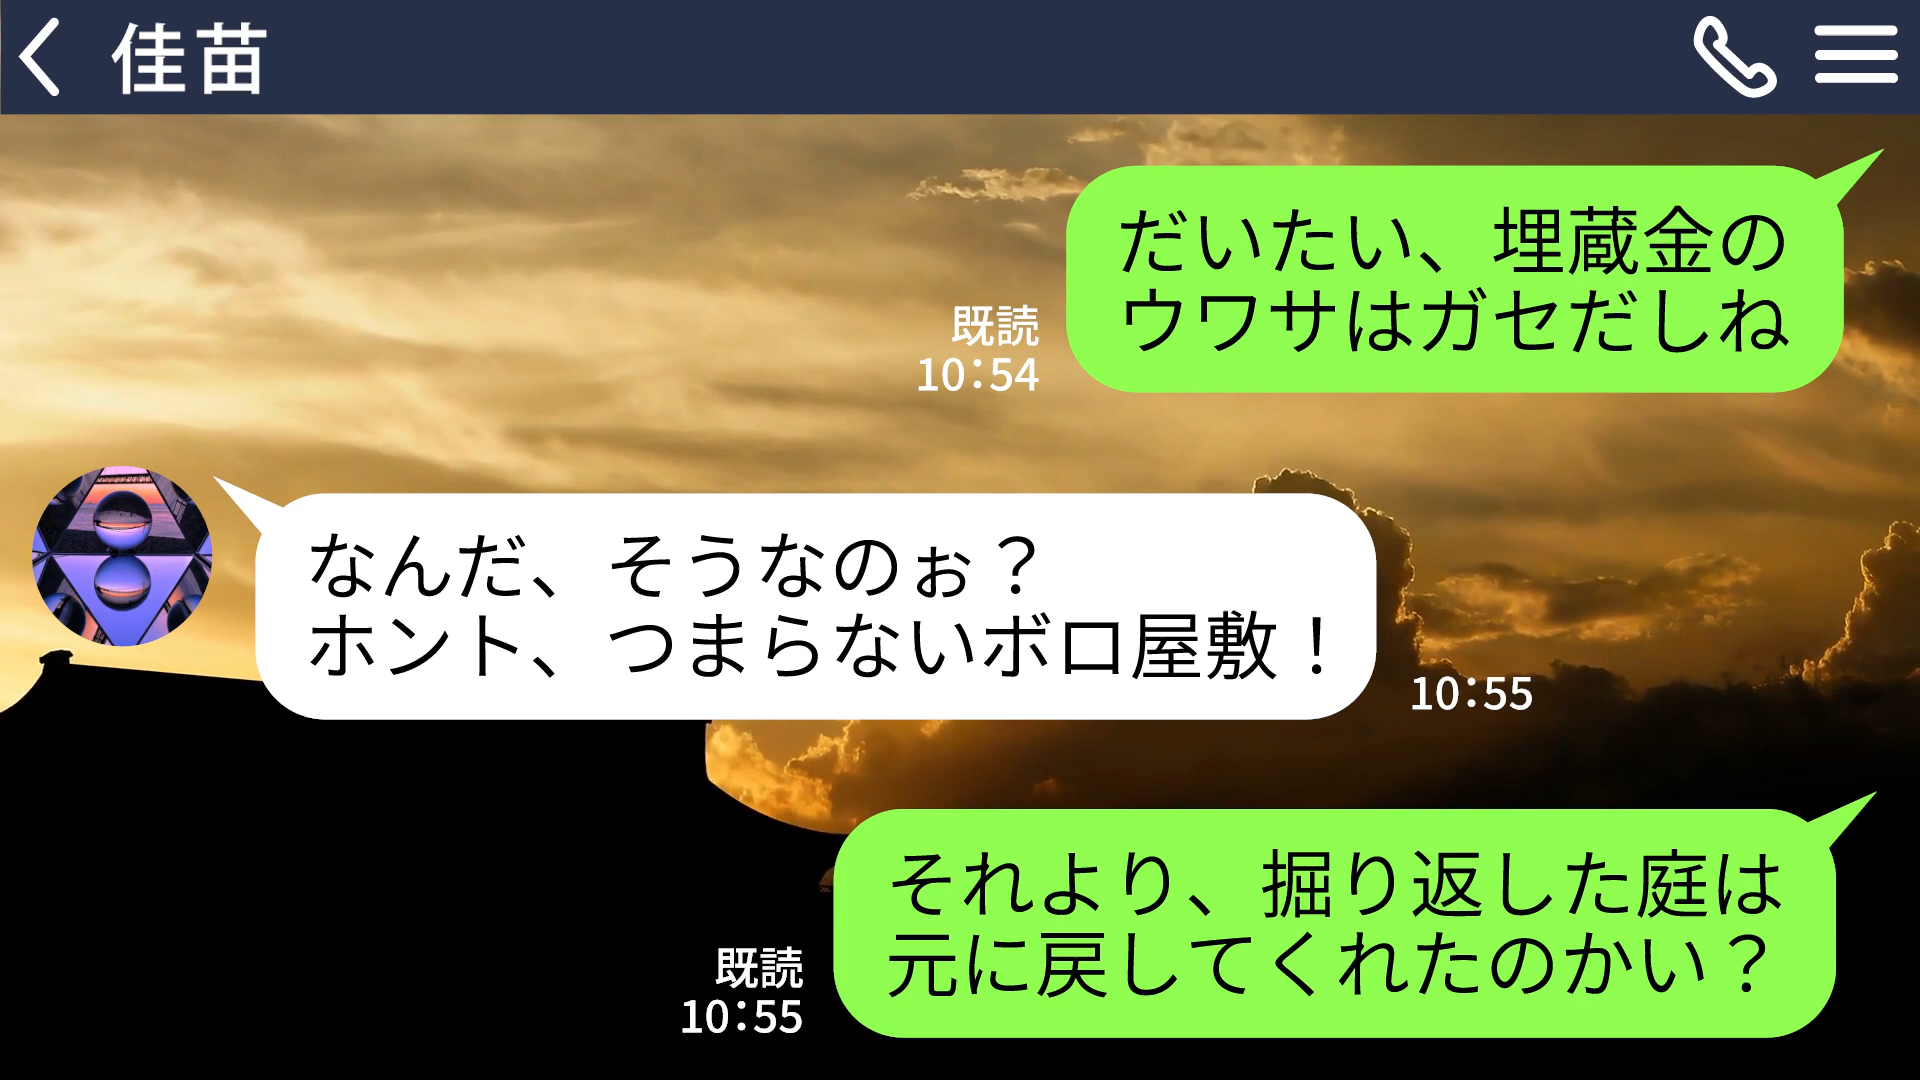 佳苗
だいたい、埋蔵金の
ウワサはガセだしね
既読
10:54
なんだ、そうなのぉ？
ホント、つまらないボロ屋敷！
10:55
それより、掘り返した庭は
元に戻してくれたのかい？
既読
10:55